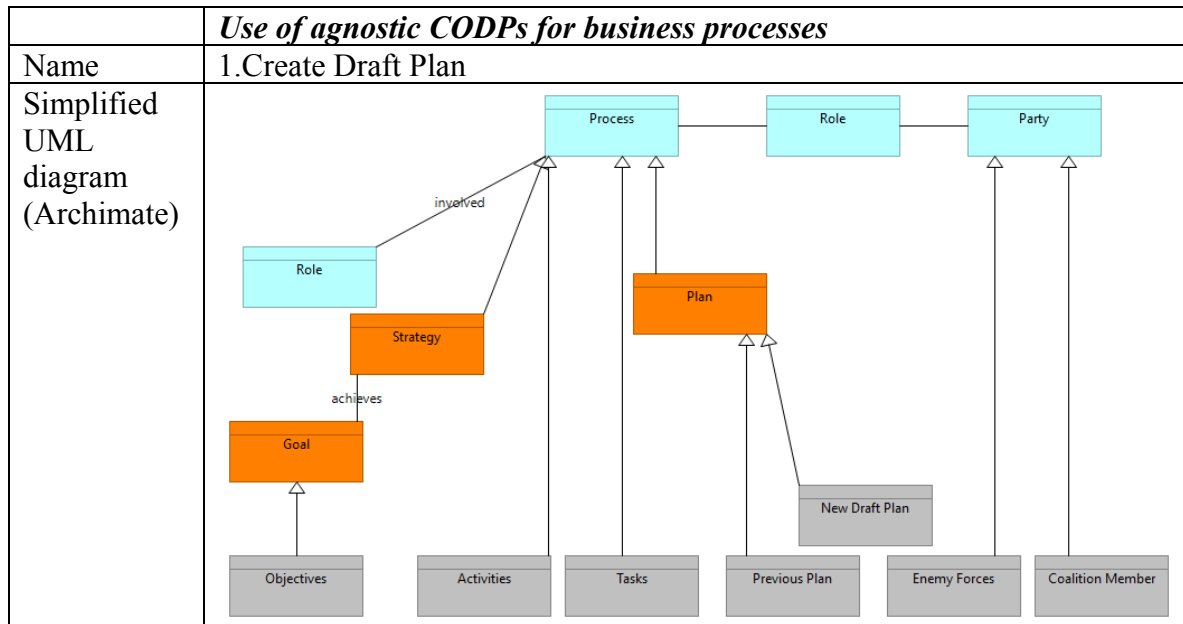 Use of agnostic CODPs for business processes
Name
1.Create Draft Plan
Simplified
UML
diagram
(Archimate)
Process
Role
Party
involved
Role
Plan
Strategy
achieves
Goal
New Draft Plan
Objectives
Activities
Tasks
Previous Plan
Enemy Forces
Coalition Member